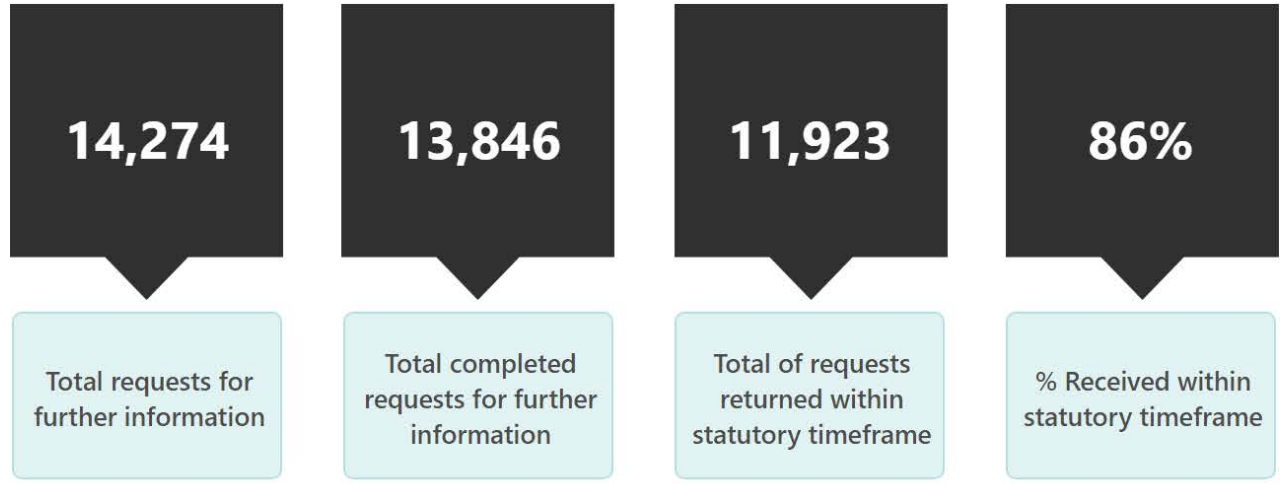 14,274
Total requests for
further information
13,846
Total completed
requests for further
information
11,923
Total of requests
returned within
statutory timeframe
86%
% Received within
statutory timeframe